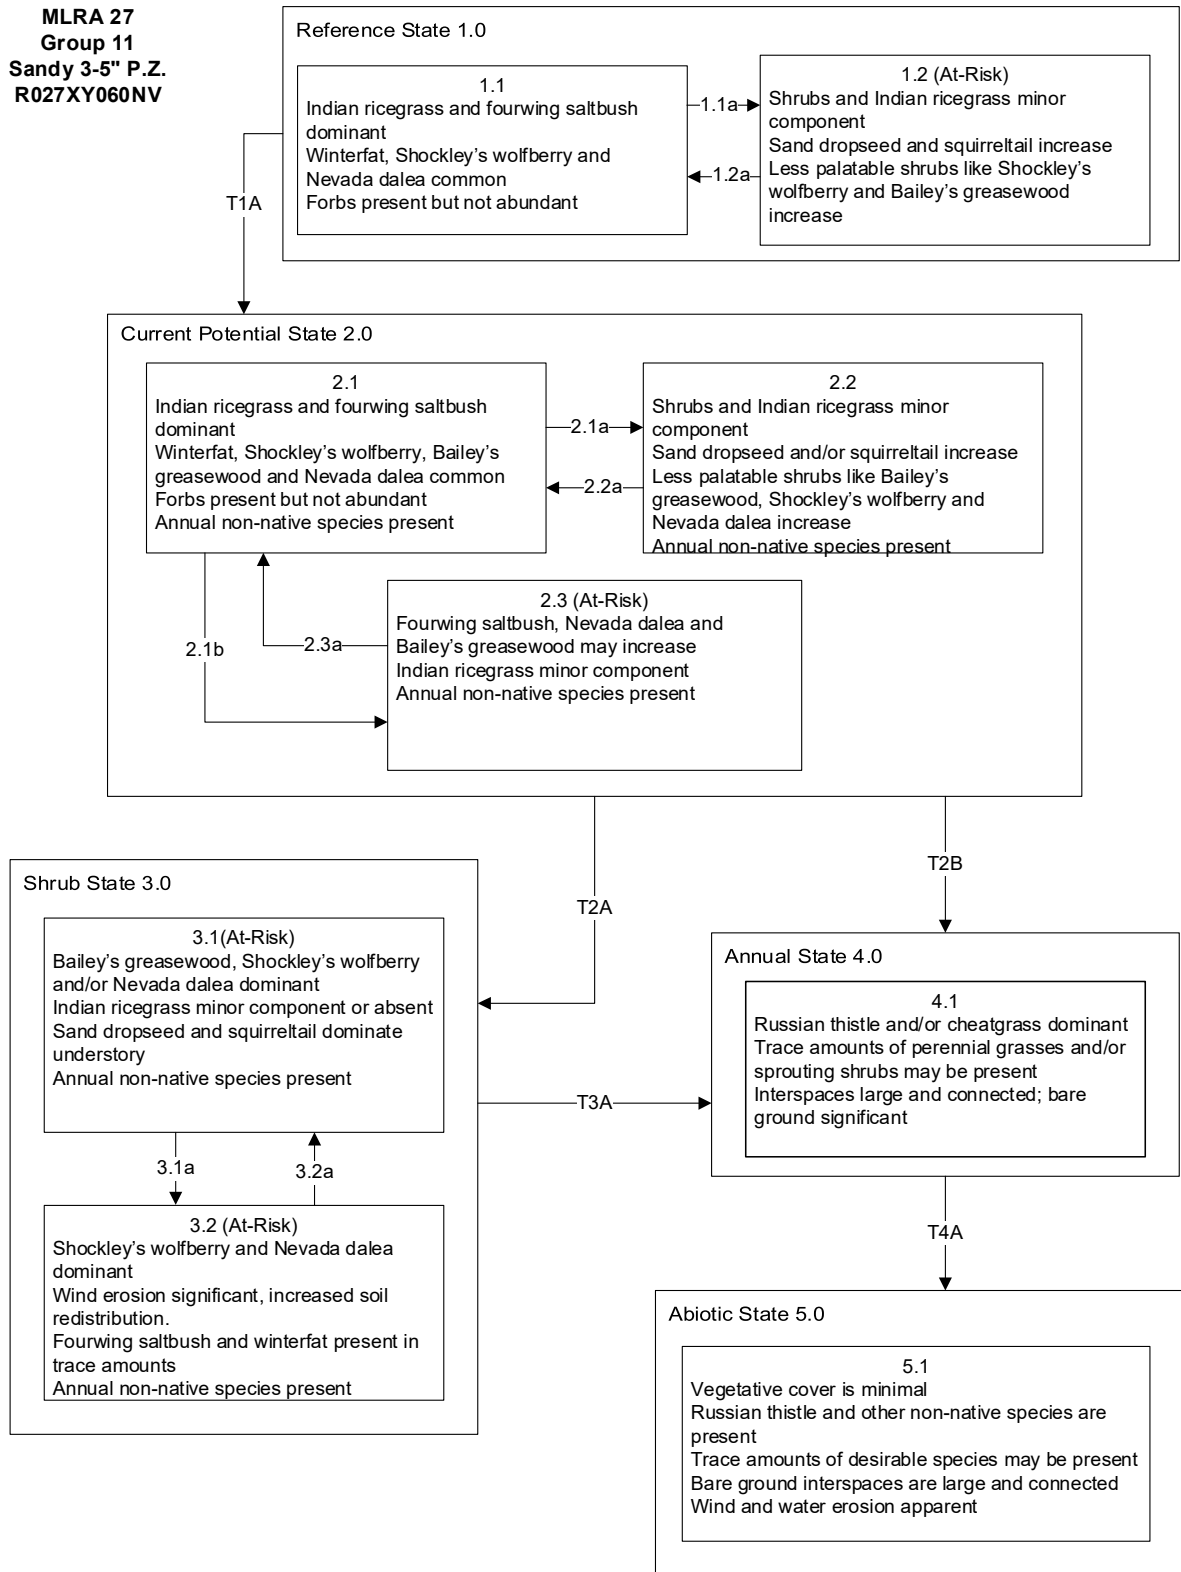 MLRA 27
Group 11
Sandy 3-5" P.Z.
R027XY060NV
Reference State 1.0
1.1
Indian ricegrass and fourwing saltbush
dominant
Winterfat, Shockley's wolfberry and
Nevada dalea common
Forbs present but not abundant
1.1a
1.2a
1.2 (At-Risk)
Shrubs and Indian ricegrass minor
component
Sand dropseed and squirreltail increase
Less palatable shrubs like Shockley's
wolfberry and Bailey's greasewood
increase
T1A
Current Potential State 2.0
2.1
Indian ricegrass and fourwing saltbush
dominant
Winterfat, Shockley's wolfberry, Bailey's
greasewood and Nevada dalea common
Forbs present but not abundant
Annual non-native species present
2.1a
2.2a
2.2
Shrubs and Indian ricegrass minor
component
Sand dropseed and/or squirreltail increase
Less palatable shrubs like Bailey's
greasewood, Shockley's wolfberry and
Nevada dalea increase
Annual non-native species present
2.1b
2.3a
2.3 (At-Risk)
Fourwing saltbush, Nevada dalea and
Bailey's greasewood may increase
Indian ricegrass minor component
Annual non-native species present
T2A
T2B
Shrub State 3.0
3.1(At-Risk)
Bailey's greasewood, Shockley's wolfberry
and/or Nevada dalea dominant
Indian ricegrass minor component or absent
Sand dropseed and squirreltail dominate
understory
Annual non-native species present
3.1a
3.2a
3.2 (At-Risk)
Shockley's wolfberry and Nevada dalea
dominant
Wind erosion significant, increased soil
redistribution.
Fourwing saltbush and winterfat present in
trace amounts
Annual non-native species present
T3A
Annual State 4.0
4.1
Russian thistle and/or cheatgrass dominant
Trace amounts of perennial grasses and/or
sprouting shrubs may be present
Interspaces large and connected; bare
ground significant
T4A
Abiotic State 5.0
5.1
Vegetative cover is minimal
Russian thistle and other non-native species are
present
Trace amounts of desirable species may be present
Bare ground interspaces are large and connected
Wind and water erosion apparent